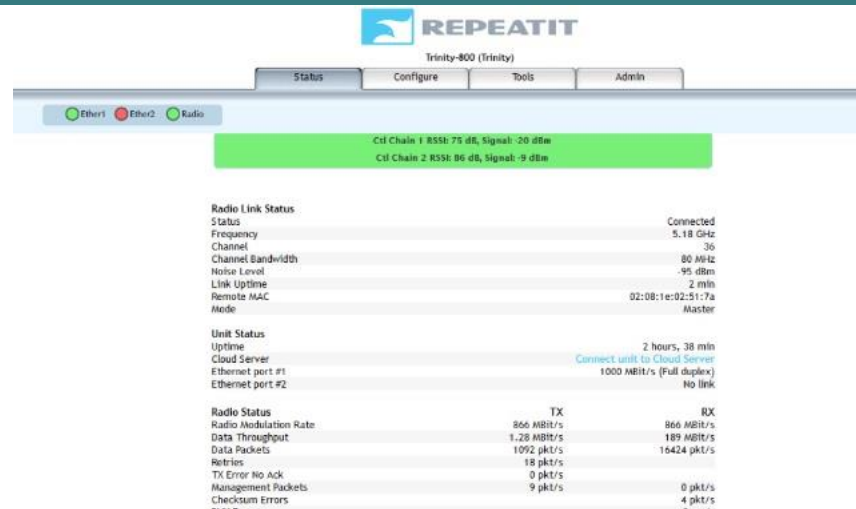 REPEATIT
Trinity-800 (Trinity)
Status Configure Tools Admin
Ether1 Ether2 Radio
Ctl Chain 1 RSSI: 75 dB, Signal: -20 dBm
Ctl Chain 2 RSSI: 86 dB, Signal: -9 dBm
Radio Link Status
Status Connected
Frequency 5.18 GHz
Channel 36
Channel Bandwidth 80 MHz
Noise Level -95 dBm
Link Uptime 2 min
Remote MAC 02:08:1e:02:51:7a
Mode Master
Unit Status
Uptime 2 hours, 38 min
Cloud Server Connect unit to Cloud Server
Ethernet port #1 1000 MBit/s (Full duplex)
Ethernet port #2 No link
Radio Status TX RX
Radio Modulation Rate 866 MBit/s 866 MBit/s
Data Throughput 1.28 MBit/s 189 MBit/s
Data Packets 1092 pkt/s 16424 pkt/s
Retries 18 pkt/s
TX Error No Ack 0 pkt/s
Management Packets 9 pkt/s 0 pkt/s
Checksum Errors 4 pkt/s